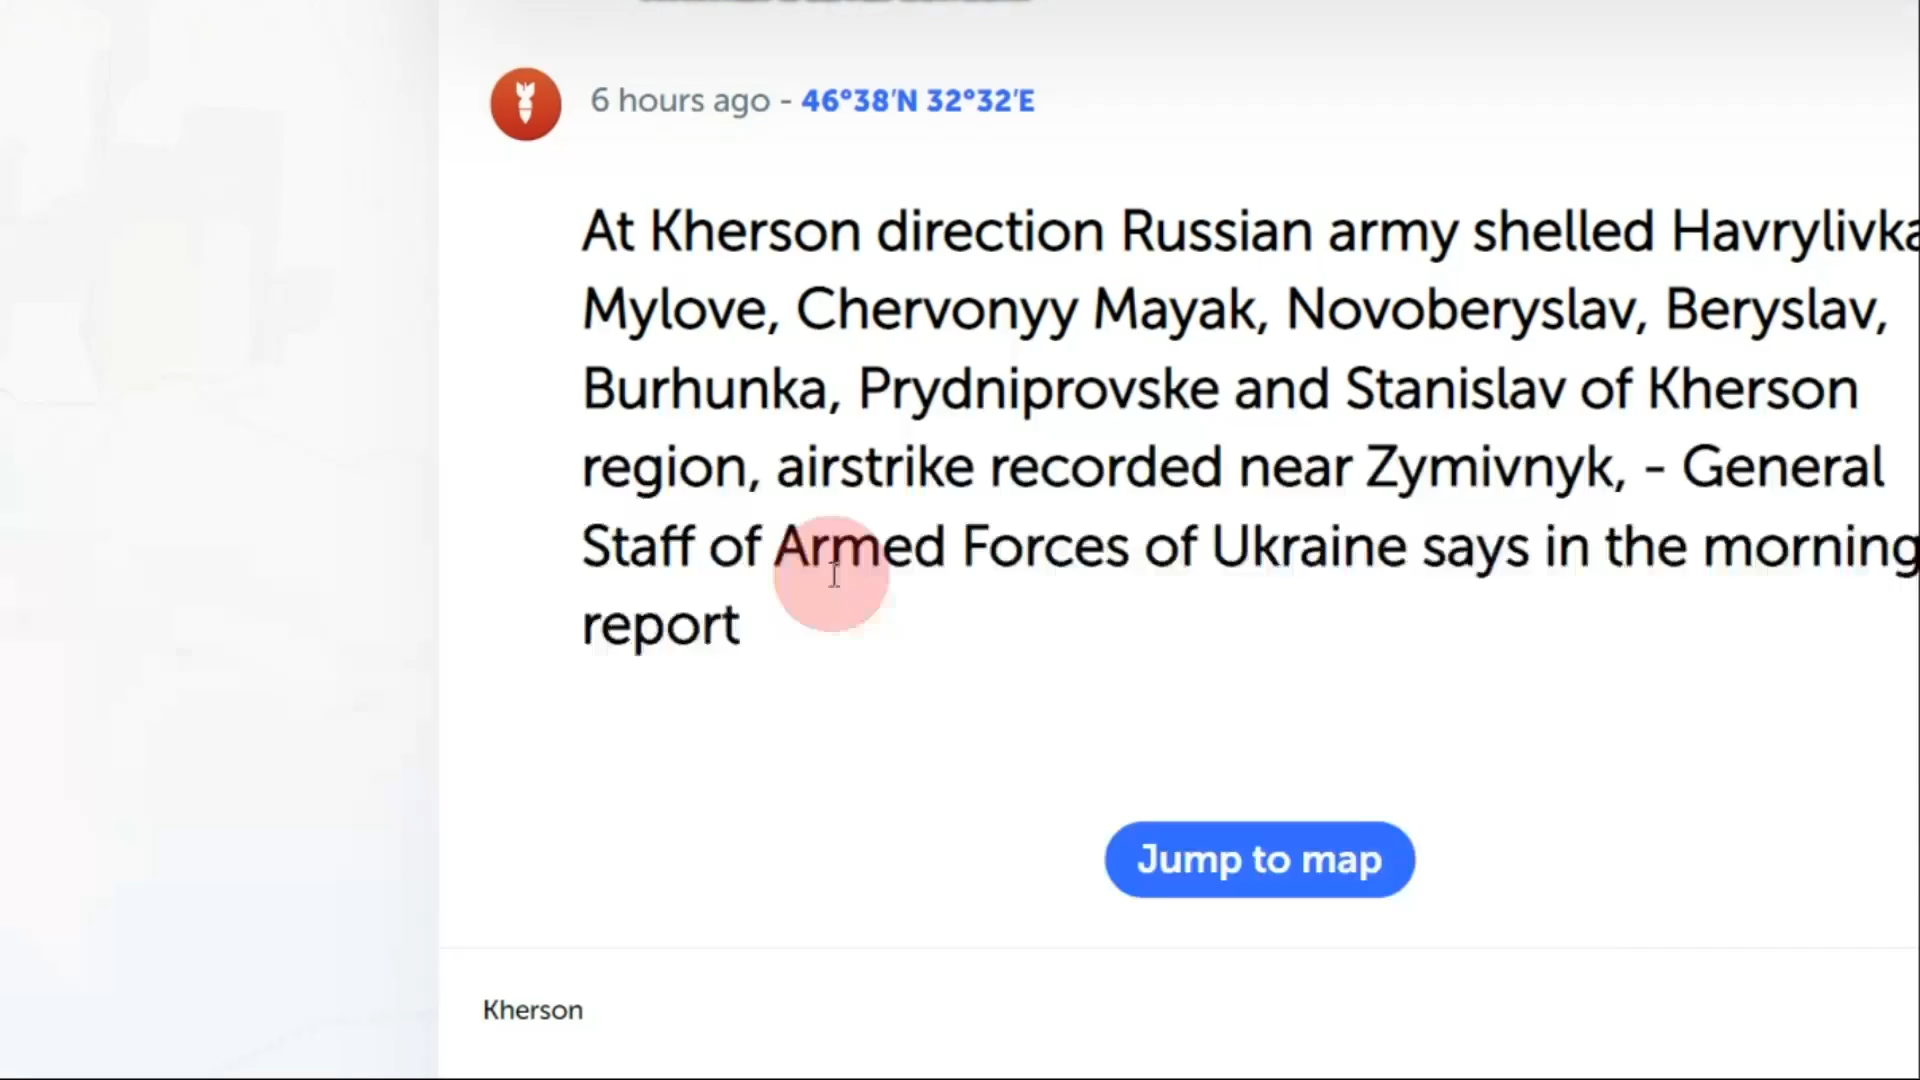 6 hours ago - 46°38′N 32°32′E
At Kherson direction Russian army shelled Havrylivka
Mylove, Chervonyy Mayak, Novoberyslav, Beryslav,
Burhunka, Prydniprovske and Stanislav of Kherson
region, airstrike recorded near Zymivnyk, - General
Staff of Armed Forces of Ukraine says in the morning
report
Jump to map
Kherson